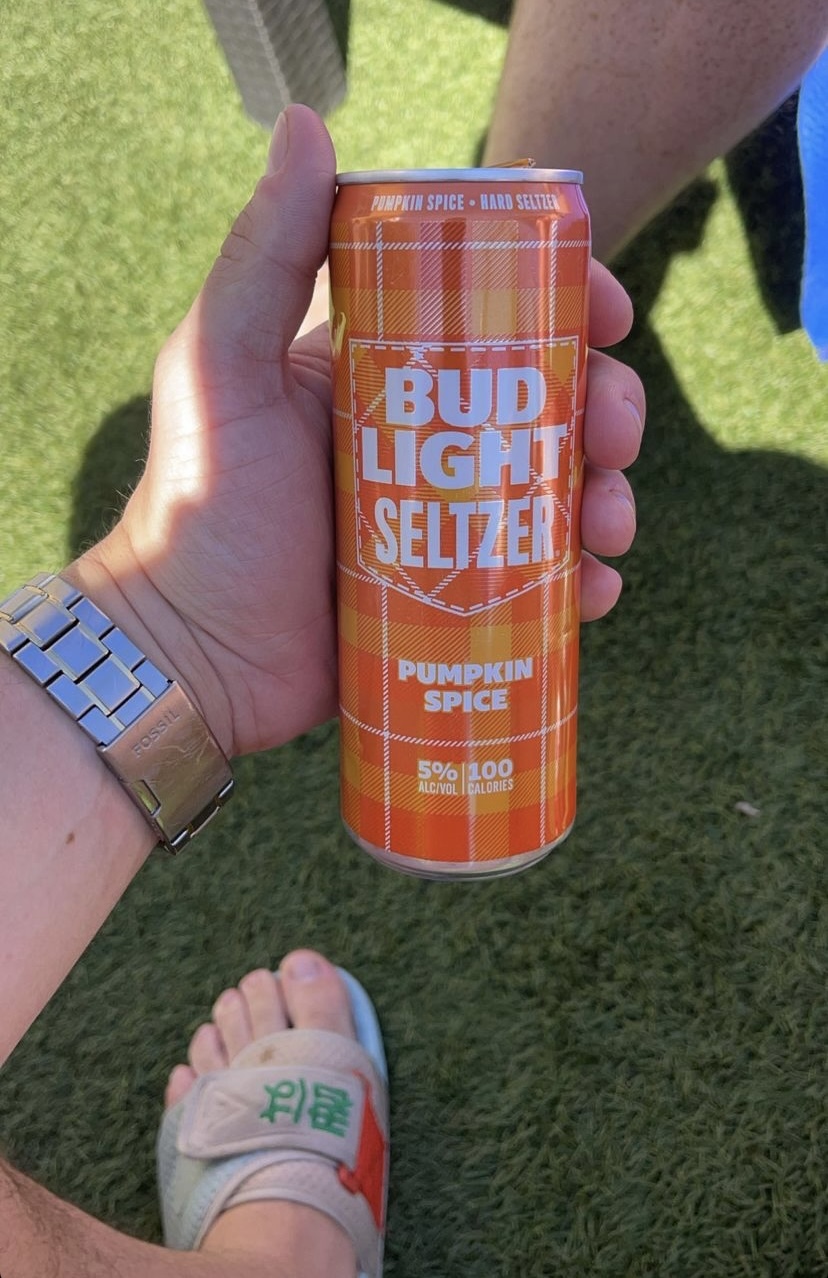 PUMPKIN SPICE • HARD SELTZER
BUD
LIGHT
SELTZER
PUMPKIN
SPICE
5% | 100
ALC/VOL | CALORIES
FOSSIL